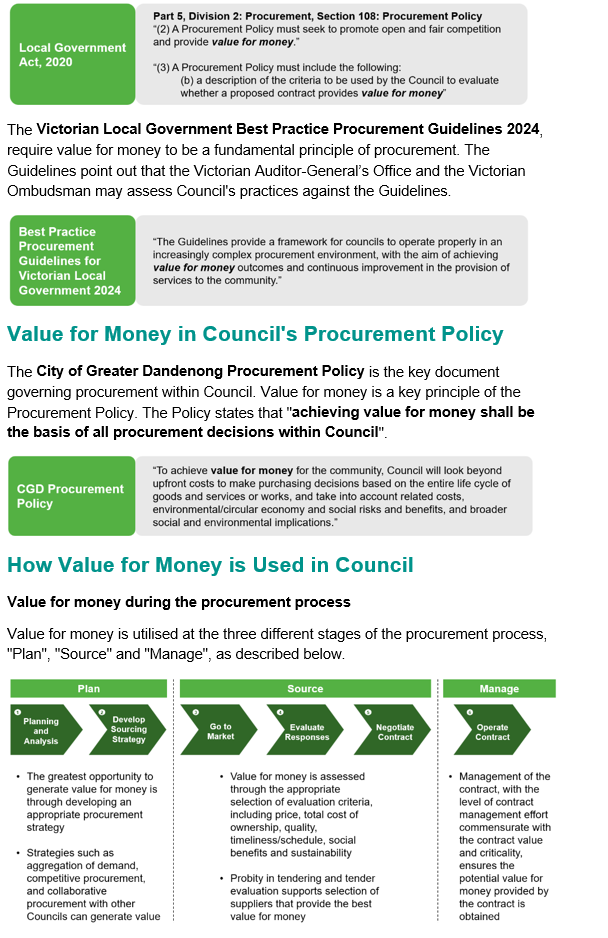 Local Government
Act, 2020
Part 5, Division 2: Procurement, Section 108: Procurement Policy
"(2) A Procurement Policy must seek to promote open and fair competition
and provide value for money."
"(3) A Procurement Policy must include the following:
(b) a description of the criteria to be used by the Council to evaluate
whether a proposed contract provides value for money"
The Victorian Local Government Best Practice Procurement Guidelines 2024,
require value for money to be a fundamental principle of procurement. The
Guidelines point out that the Victorian Auditor-General's Office and the Victorian
Ombudsman may assess Council's practices against the Guidelines.
Best Practice
Procurement
Guidelines for
Victorian Local
Government 2024
"The Guidelines provide a framework for councils to operate properly in an
increasingly complex procurement environment, with the aim of achieving
value for money outcomes and continuous improvement in the provision of
services to the community."
Value for Money in Council's Procurement Policy
The City of Greater Dandenong Procurement Policy is the key document
governing procurement within Council. Value for money is a key principle of the
Procurement Policy. The Policy states that "achieving value for money shall be
the basis of all procurement decisions within Council".
CGD Procurement
Policy
"To achieve value for money for the community, Council will look beyond
upfront costs to make purchasing decisions based on the entire life cycle of
goods and services or works, and take into account related costs,
environmental/circular economy and social risks and benefits, and broader
social and environmental implications."
How Value for Money is Used in Council
Value for money during the procurement process
Value for money is utilised at the three different stages of the procurement process,
"Plan", "Source" and "Manage", as described below.
Plan
1
Planning
and
Analysis
2
Develop
Sourcing
Strategy
• The greatest opportunity to
generate value for money is
through developing an
appropriate procurement
strategy
• Strategies such as
aggregation of demand,
competitive procurement,
and collaborative
procurement with other
Councils can generate value
Source
3
Go to
Market
4
Evaluate
Responses
5
Negotiate
Contract
• Value for money is assessed
through the appropriate
selection of evaluation criteria,
including price, total cost of
ownership, quality,
timeliness/schedule, social
benefits and sustainability
• Probity in tendering and tender
evaluation supports selection of
suppliers that provide the best
value for money
Manage
6
Operate
Contract
• Management of the
contract, with the
level of contract
management effort
commensurate with
the contract value
and criticality,
ensures the
potential value for
money provided by
the contract is
obtained